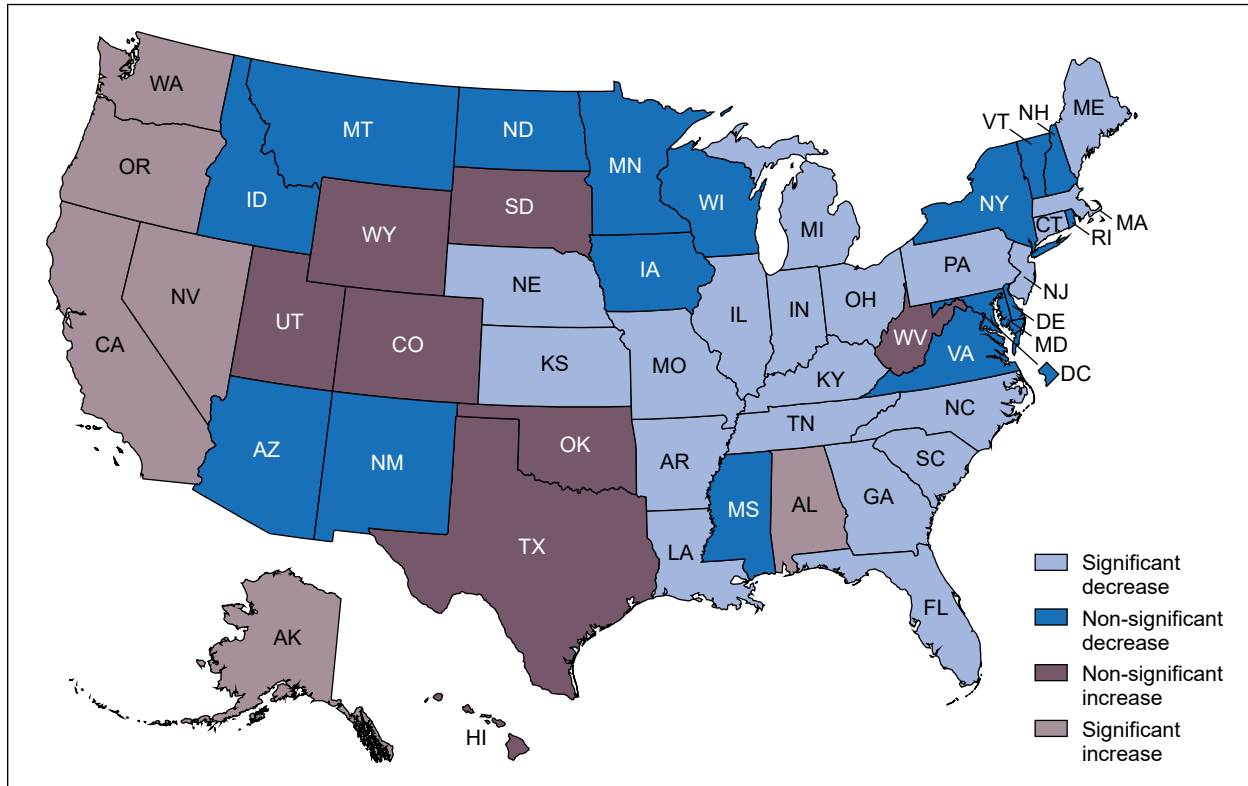 WA
MT
ND
MN
VT
NH
ME
OR
ID
SD
WI
NY
MI
MA
CT
RI
WY
IA
PA
NJ
NE
NV
UT
CO
IL
IN
OH
DE
MD
DC
WV
VA
CA
KS
MO
KY
NC
TN
AZ
NM
OK
AR
SC
MS
AL
GA
TX
LA
FL
AK
HI
Significant
decrease
Non-significant
decrease
Non-significant
increase
Significant
increase